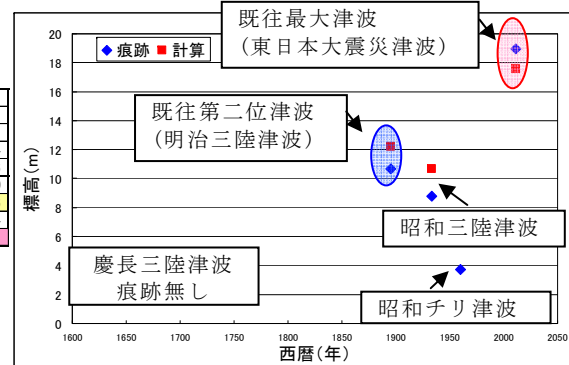 既往最大津波
(東日本大震災津波)
◆痕跡 ■計算
既往第二位津波
(明治三陸津波)
昭和三陸津波
慶長三陸津波
痕跡無し
昭和チリ津波
標高(m)
20
18
16
14
12
10
8
6
4
2
0
1600 1650 1700 1750 1800 1850 1900 1950 2000 2050
西暦(年)